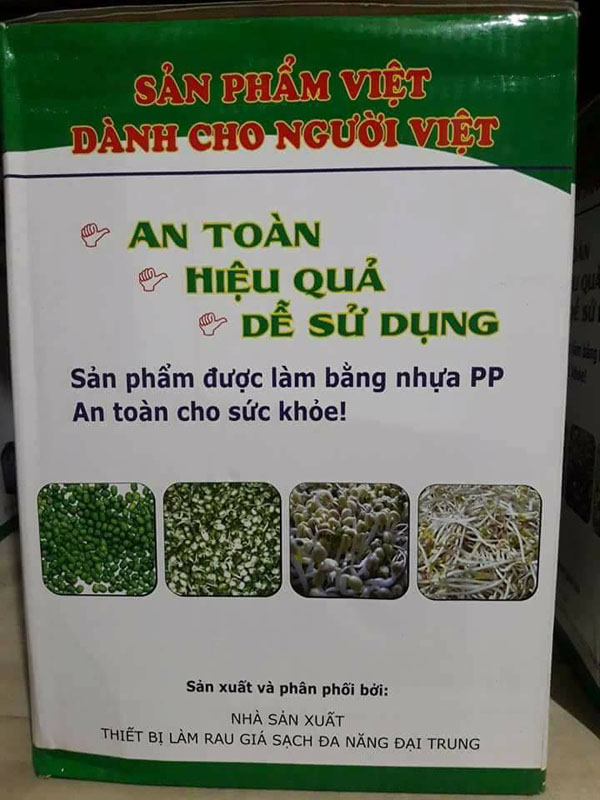 SẢN PHẨM VIỆT
DÀNH CHO NGƯỜI VIỆT
AN TOÀN
HIỆU QUẢ
DỄ SỬ DỤNG
Sản phẩm được làm bằng nhựa PP
An toàn cho sức khỏe!
Sản xuất và phân phối bởi:
NHÀ SẢN XUẤT
THIẾT BỊ LÀM RAU GIÁ SẠCH ĐA NĂNG ĐẠI TRUNG